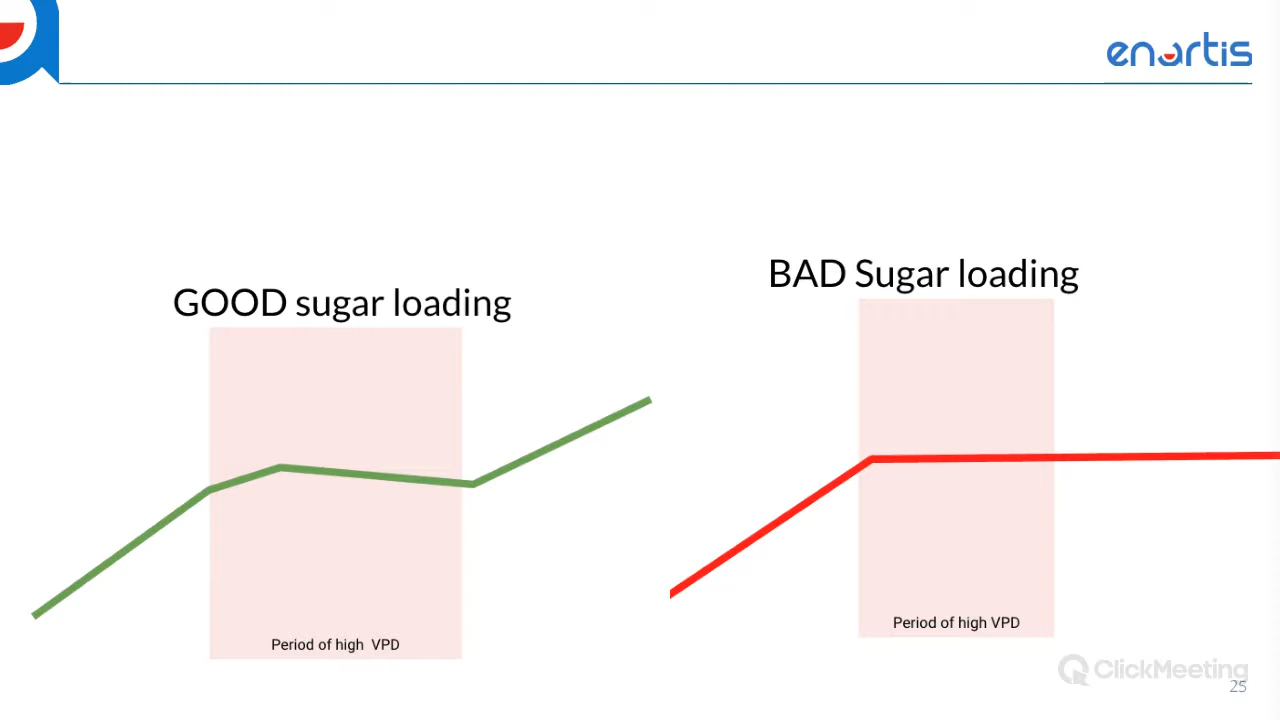 enartis
GOOD sugar loading
Period of high VPD
BAD Sugar loading
Period of high VPD
ClickMeeting
25